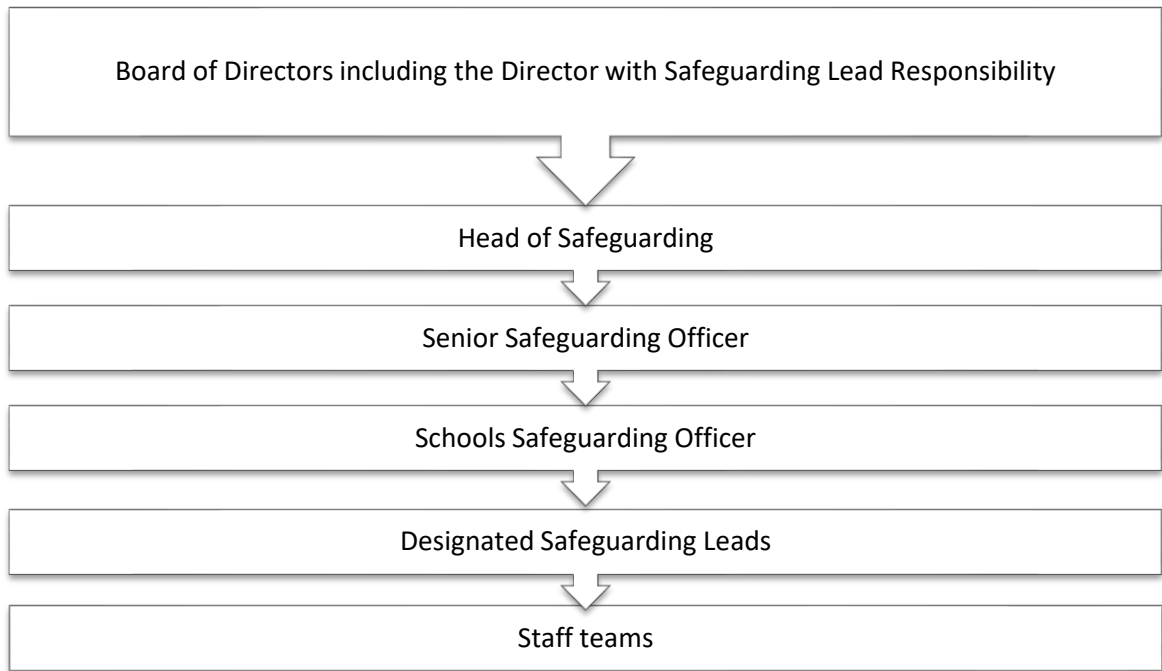 Board of Directors including the Director with Safeguarding Lead Responsibility
Head of Safeguarding
Senior Safeguarding Officer
Schools Safeguarding Officer
Designated Safeguarding Leads
Staff teams